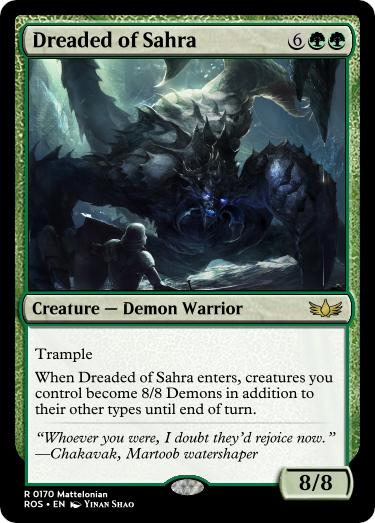 Dreaded of Sahra 6
Creature — Demon Warrior
Trample
When Dreaded of Sahra enters, creatures you
control become 8/8 Demons in addition to
their other types until end of turn.
“Whoever you were, I doubt they’d rejoice now.”
—Chakavak, Martoob watershaper
8/8
R 0170 Mattelonian
ROS • EN Yinan Shao